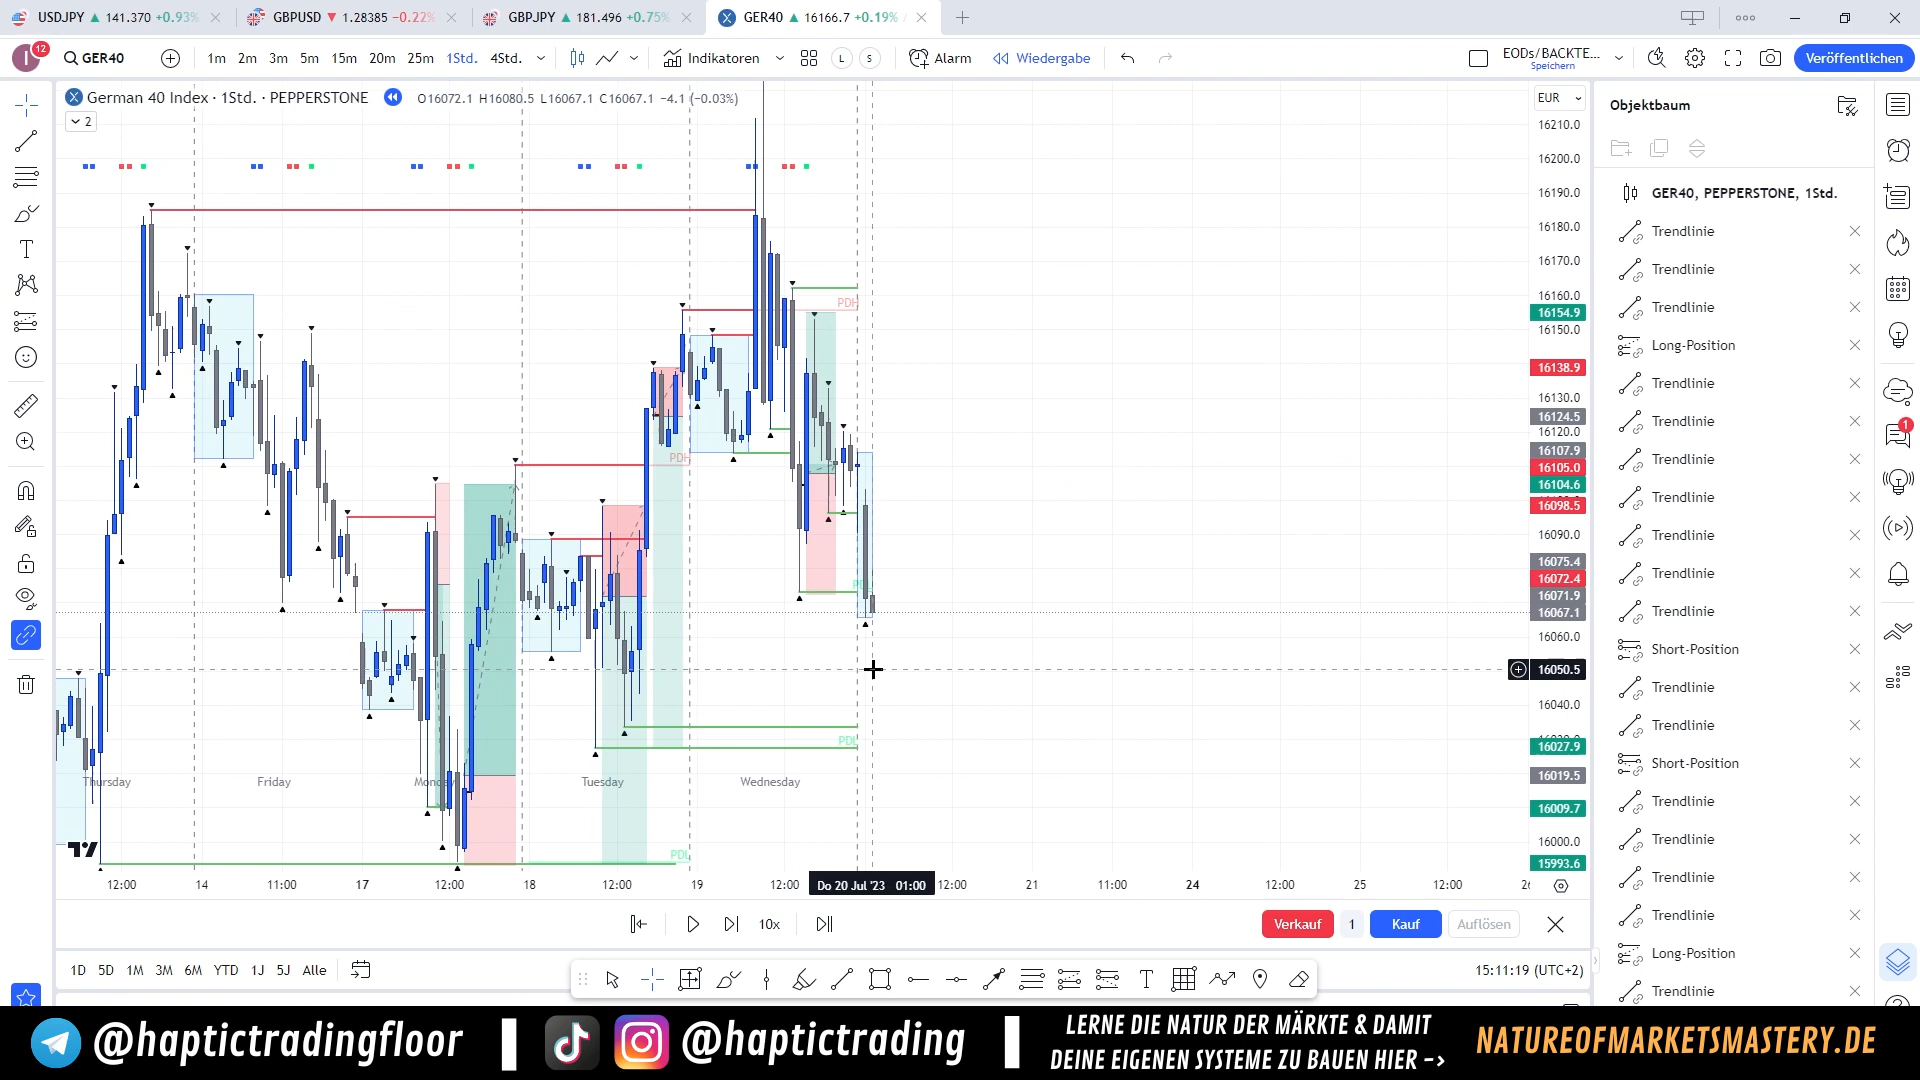 USDJPY ▲ 141.370 +0.93%
GBPUSD ▼ 1.28385 −0.22%
GBPJPY ▲ 181.496 +0.75%
GER40 ▲ 16166.7 +0.19%
I 12 GER40 1m 2m 3m 5m 15m 20m 25m 1Std. 4Std. Indikatoren L S Alarm Wiedergabe EODs/BACKTE... Speichern Veröffentlichen
German 40 Index · 1Std. · PEPPERSTONE O16072.1 H16080.5 L16067.1 C16067.1 −4.1 (−0.03%)
2
EUR
16210.0
16200.0
16190.0
16180.0
16170.0
16160.0
16154.9
16150.0
16138.9
16130.0
16124.5
16120.0
16107.9
16105.0
16104.6
16098.5
16090.0
16075.4
16072.4
16071.9
16067.1
16060.0
16050.5
16040.0
16027.9
16019.5
16009.7
16000.0
15993.6
PDH
PDH
PDL
PDL
Thursday Friday Monday Tuesday Wednesday
PDL
12:00 14 11:00 17 12:00 18 12:00 19 12:00 Do 20 Jul '23 01:00 12:00 21 11:00 24 12:00 25 12:00
10x Verkauf 1 Kauf Auflösen
1D 5D 1M 3M 6M YTD 1J 5J Alle 15:11:19 (UTC+2)
Objektbaum
GER40, PEPPERSTONE, 1Std.
Trendlinie
Trendlinie
Trendlinie
Long-Position
Trendlinie
Trendlinie
Trendlinie
Trendlinie
Trendlinie
Trendlinie
Trendlinie
Short-Position
Trendlinie
Trendlinie
Short-Position
Trendlinie
Trendlinie
Trendlinie
Trendlinie
Long-Position
Trendlinie
1
@haptictradingfloor
@haptictrading
LERNE DIE NATUR DER MÄRKTE & DAMIT
DEINE EIGENEN SYSTEME ZU BAUEN HIER -->
NATUREOFMARKETSMASTERY.DE